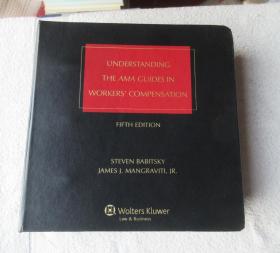 UNDERSTANDING
THE AMA GUIDES IN
WORKERS' COMPENSATION
FIFTH EDITION
STEVEN BABITSKY
JAMES J. MANGRAVITI, JR.
Wolters Kluwer
Law & Business